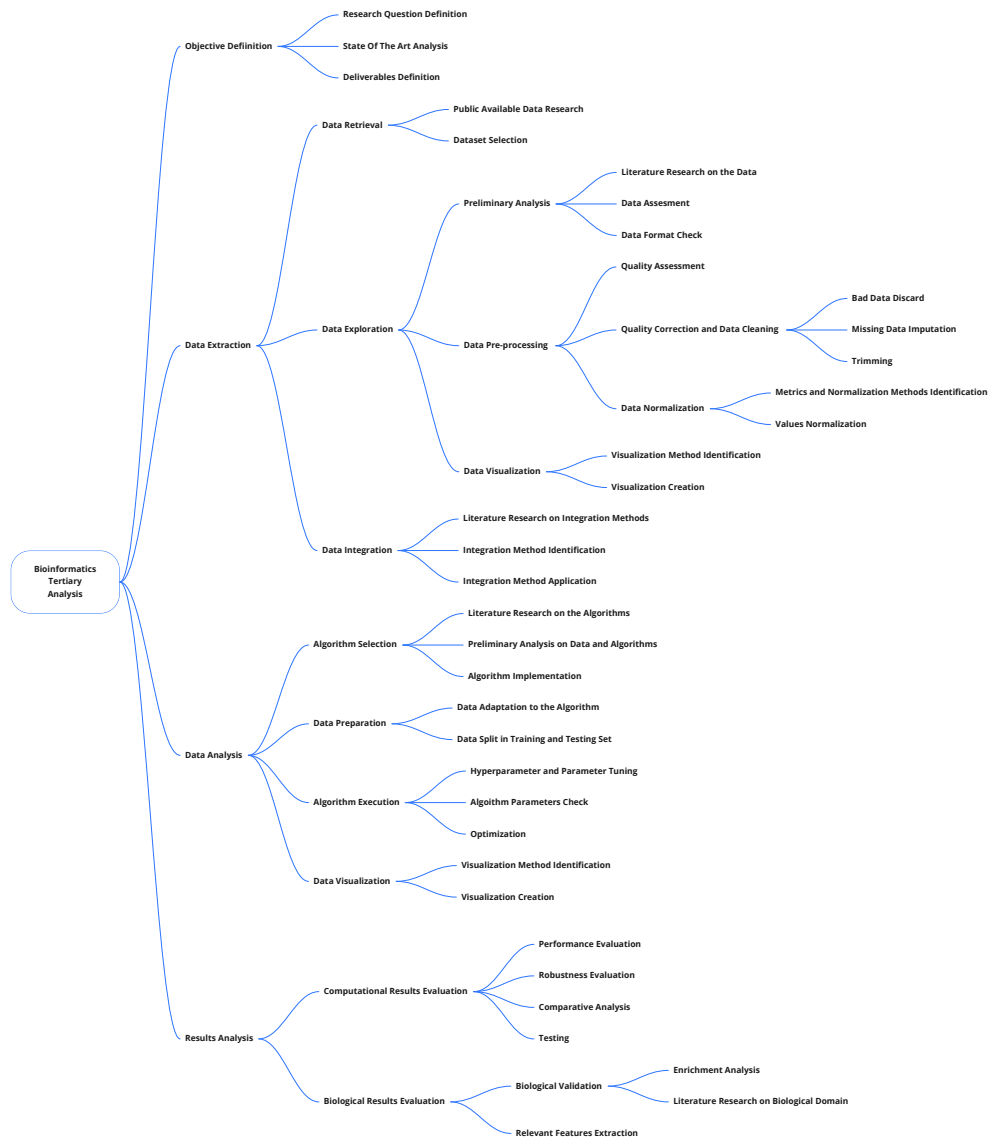 Research Question Definition
Objective Defiinition
State Of The Art Analysis
Deliverables Definition
Public Available Data Research
Data Retrieval
Dataset Selection
Literature Research on the Data
Preliminary Analysis
Data Assesment
Data Format Check
Quality Assessment
Bad Data Discard
Data Exploration
Quality Correction and Data Cleaning
Missing Data Imputation
Data Extraction
Data Pre-processing
Trimming
Metrics and Normalization Methods Identification
Data Normalization
Values Normalization
Visualization Method Identification
Data Visualization
Visualization Creation
Literature Research on Integration Methods
Data Integration
Integration Method Identification
Integration Method Application
Bioinformatics
Tertiary
Analysis
Literature Research on the Algorithms
Algorithm Selection
Preliminary Analysis on Data and Algorithms
Algorithm Implementation
Data Adaptation to the Algorithm
Data Preparation
Data Split in Training and Testing Set
Data Analysis
Hyperparameter and Parameter Tuning
Algorithm Execution
Algoithm Parameters Check
Optimization
Visualization Method Identification
Data Visualization
Visualization Creation
Performance Evaluation
Robustness Evaluation
Computational Results Evaluation
Comparative Analysis
Results Analysis
Testing
Enrichment Analysis
Biological Validation
Biological Results Evaluation
Literature Research on Biological Domain
Relevant Features Extraction